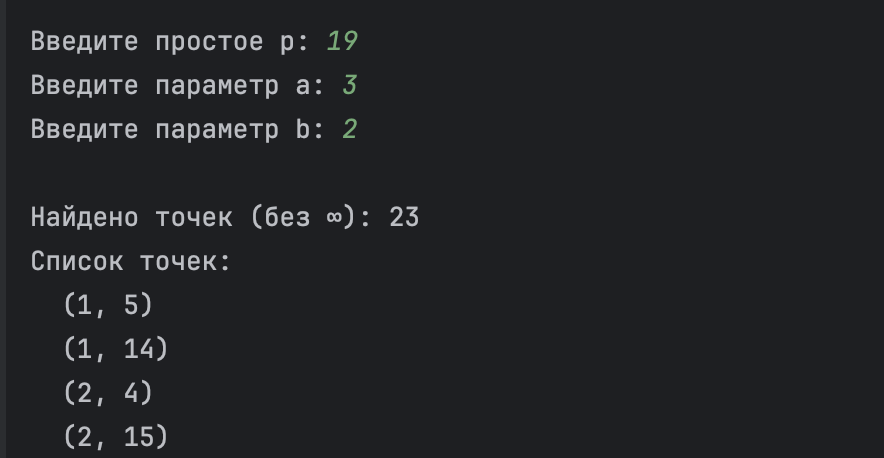 Введите простое p: 19
Введите параметр a: 3
Введите параметр b: 2
Найдено точек (без ∞): 23
Список точек:
(1, 5)
(1, 14)
(2, 4)
(2, 15)